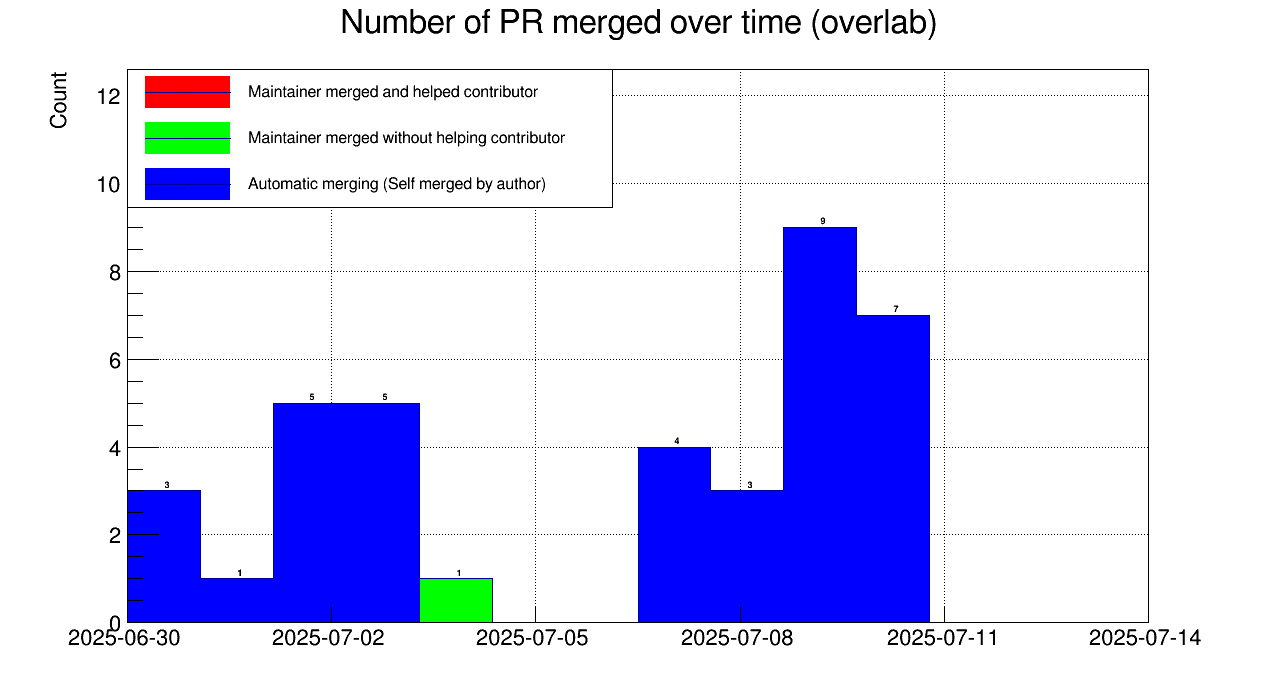 Number of PR merged over time (overlab)
Count
Maintainer merged and helped contributor
Maintainer merged without helping contributor
Automatic merging (Self merged by author)
12
10
8
6
4
2
0
9
7
5 5
4
3
3
1
1
2025-06-30 2025-07-02 2025-07-05 2025-07-08 2025-07-11 2025-07-14